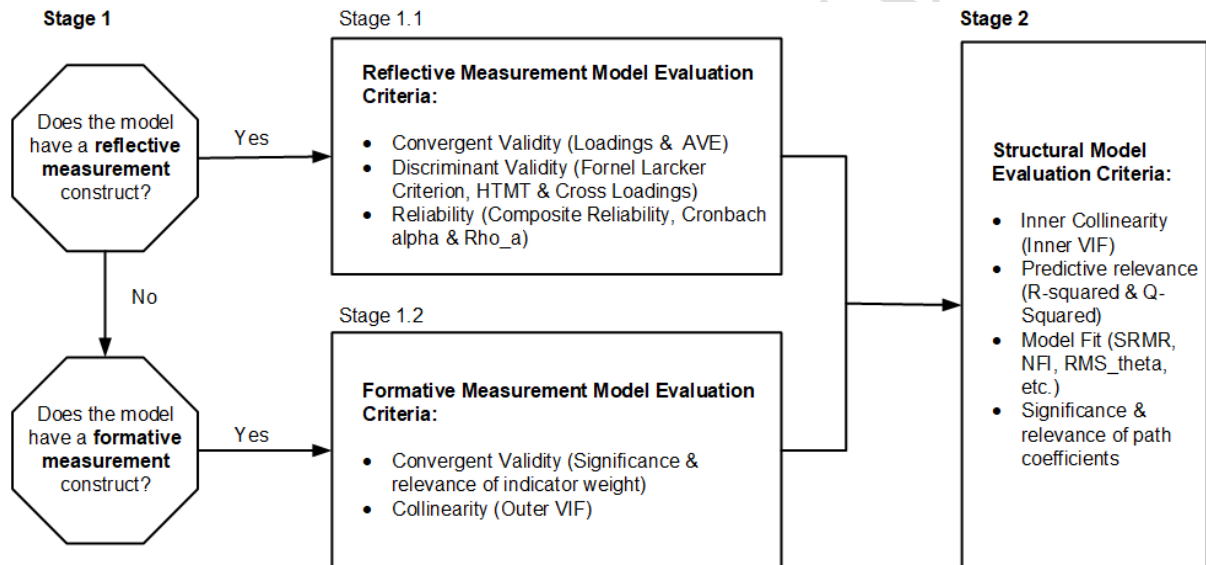 Stage 1
Does the model
have a reflective
measurement
construct?
Yes
No
Does the model
have a formative
measurement
construct?
Yes
Stage 1.1
Reflective Measurement Model Evaluation
Criteria:
• Convergent Validity (Loadings & AVE)
• Discriminant Validity (Fornel Larcker
Criterion, HTMT & Cross Loadings)
• Reliability (Composite Reliability, Cronbach
alpha & Rho_a)
Stage 1.2
Formative Measurement Model Evaluation
Criteria:
• Convergent Validity (Significance &
relevance of indicator weight)
• Collinearity (Outer VIF)
Stage 2
Structural Model
Evaluation Criteria:
• Inner Collinearity
(Inner VIF)
• Predictive relevance
(R-squared & Q-
Squared)
• Model Fit (SRMR,
NFI, RMS_theta,
etc.)
• Significance &
relevance of path
coefficients